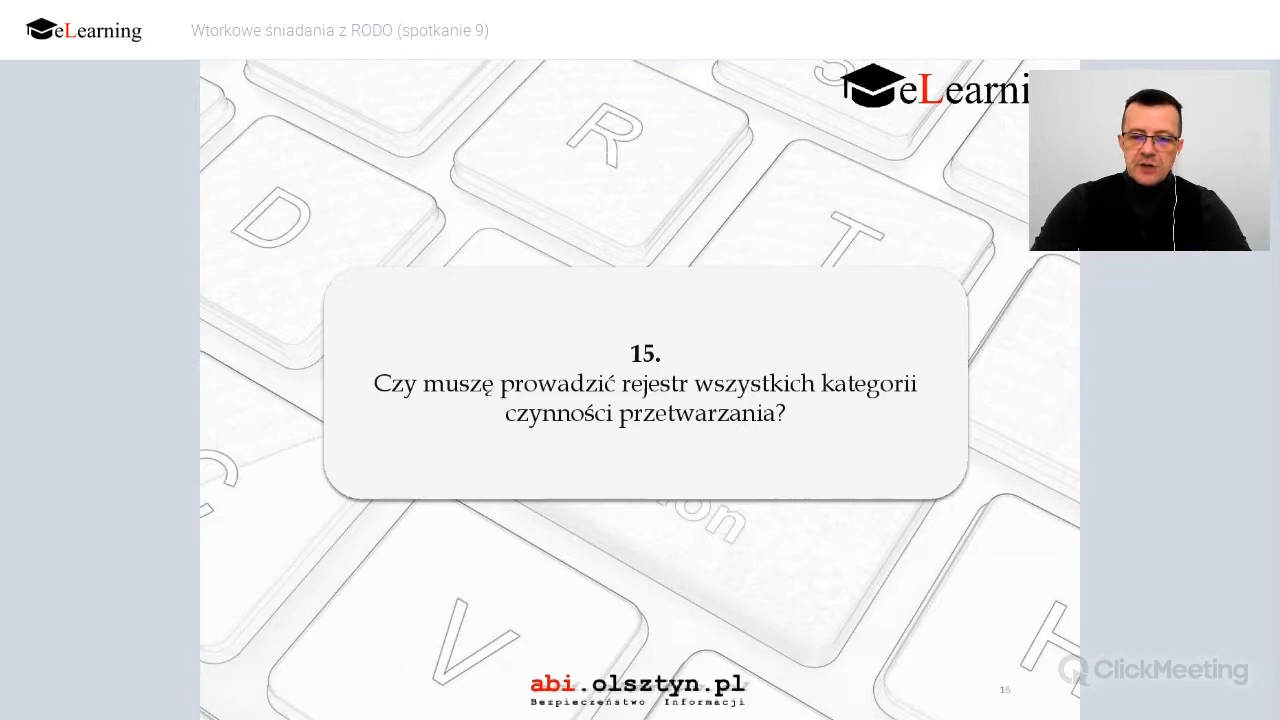 eLearning
Wtorkowe śniadania z RODO (spotkanie 9)
eLearni
S
R
D
T
15.
Czy muszę prowadzić rejestr wszystkich kategorii
czynności przetwarzania?
C
ion
V
H
abi.olsztyn.pl
Bezpieczeństwo Informacji
16
ClickMeeting